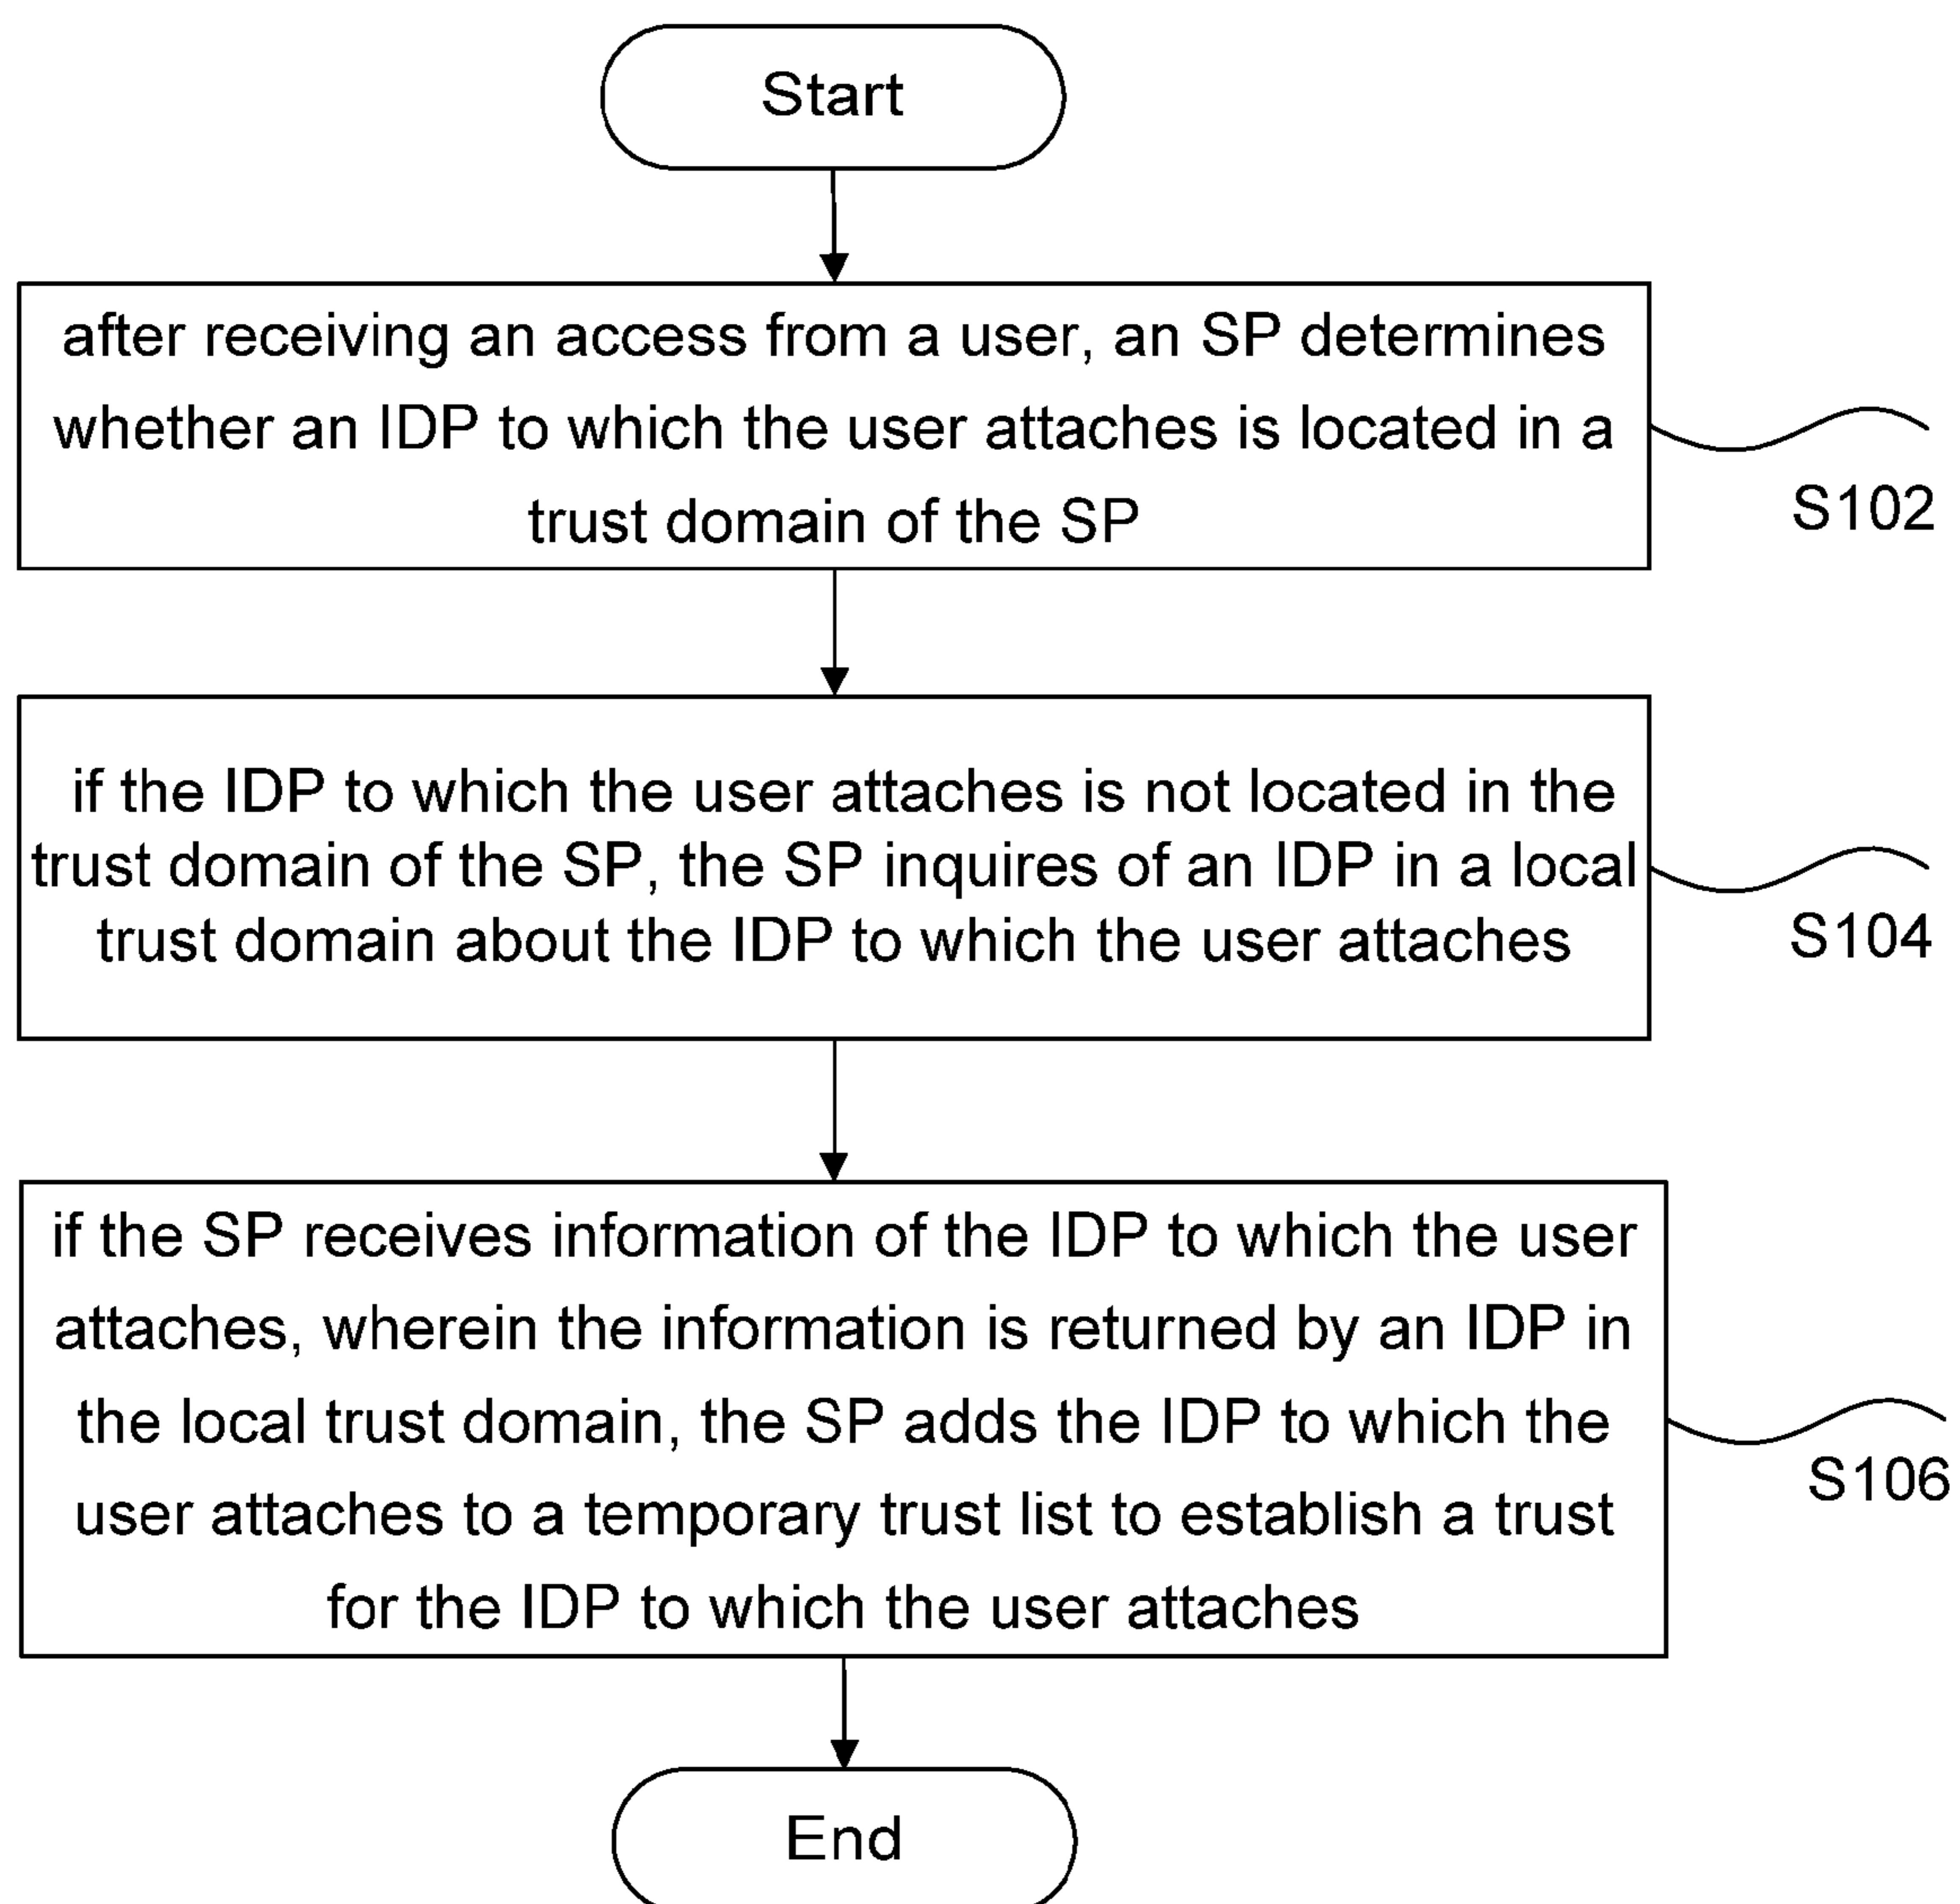 Start
after receiving an access from a user, an SP determines
whether an IDP to which the user attaches is located in a
trust domain of the SP
S102
if the IDP to which the user attaches is not located in the
trust domain of the SP, the SP inquires of an IDP in a local
trust domain about the IDP to which the user attaches
S104
if the SP receives information of the IDP to which the user
attaches, wherein the information is returned by an IDP in
the local trust domain, the SP adds the IDP to which the
user attaches to a temporary trust list to establish a trust
for the IDP to which the user attaches
S106
End